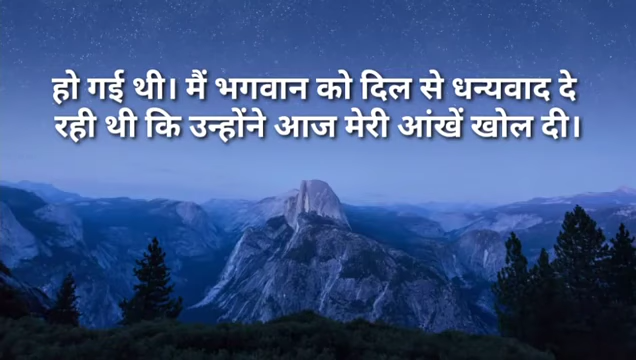 हो गई थी। मैं भगवान को दिल से धन्यवाद दे
रही थी कि उन्होंने आज मेरी आंखें खोल दी।